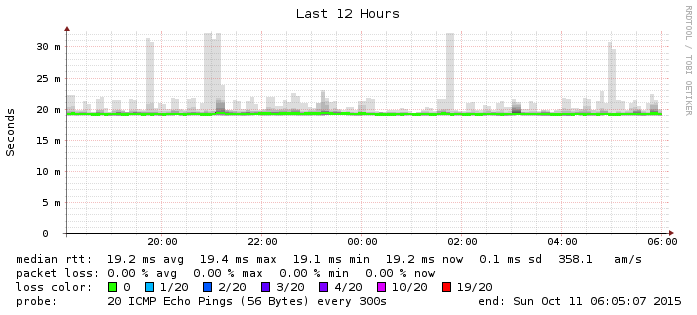 Last 12 Hours
RRDTOOL / TOBI OETIKER
Seconds
30 m
25 m
20 m
15 m
10 m
5 m
0
20:00 22:00 00:00 02:00 04:00 06:00
median rtt: 19.2 ms avg 19.4 ms max 19.1 ms min 19.2 ms now 0.1 ms sd 358.1 am/s
packet loss: 0.00 % avg 0.00 % max 0.00 % min 0.00 % now
loss color: 0 1/20 2/20 3/20 4/20 10/20 19/20
probe: 20 ICMP Echo Pings (56 Bytes) every 300s end: Sun Oct 11 06:05:07 2015